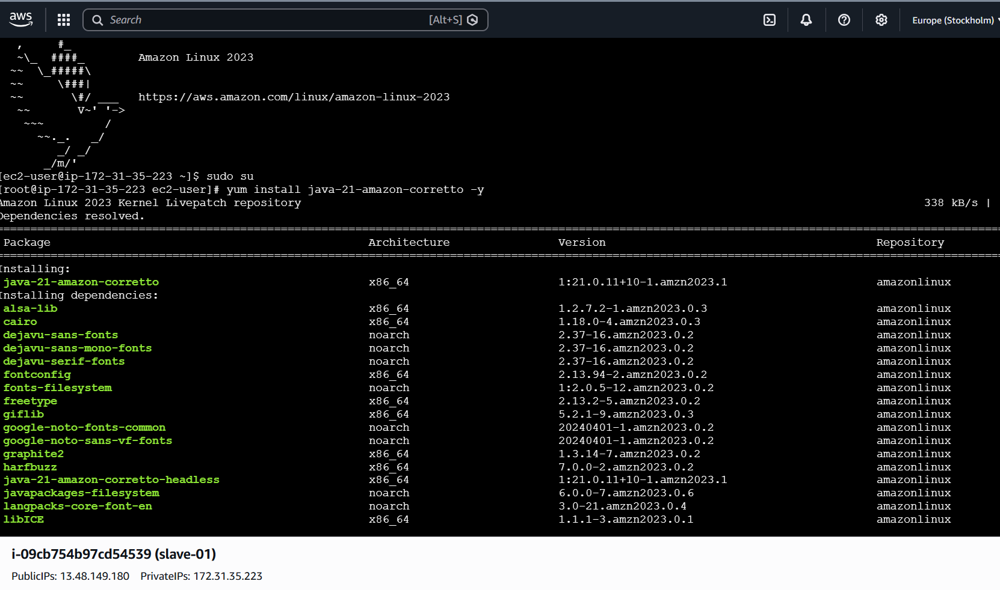 aws Search [Alt+S] Europe (Stockholm)
, #_
~\_ ####_ Amazon Linux 2023
~~ \_#####\
~~ \###|
~~ \#/ ___ https://aws.amazon.com/linux/amazon-linux-2023
~~ V~' '->
~~~ /
~~._. _/
_/ _/
_/m/'
[ec2-user@ip-172-31-35-223 ~]$ sudo su
[root@ip-172-31-35-223 ec2-user]# yum install java-21-amazon-corretto -y
Amazon Linux 2023 Kernel Livepatch repository 338 kB/s |
Dependencies resolved.
Package Architecture Version Repository
Installing:
java-21-amazon-corretto x86_64 1:21.0.11+10-1.amzn2023.1 amazonlinux
Installing dependencies:
alsa-lib x86_64 1.2.7.2-1.amzn2023.0.3 amazonlinux
cairo x86_64 1.18.0-4.amzn2023.0.3 amazonlinux
dejavu-sans-fonts noarch 2.37-16.amzn2023.0.2 amazonlinux
dejavu-sans-mono-fonts noarch 2.37-16.amzn2023.0.2 amazonlinux
dejavu-serif-fonts noarch 2.37-16.amzn2023.0.2 amazonlinux
fontconfig x86_64 2.13.94-2.amzn2023.0.2 amazonlinux
fonts-filesystem noarch 1:2.0.5-12.amzn2023.0.2 amazonlinux
freetype x86_64 2.13.2-5.amzn2023.0.2 amazonlinux
giflib x86_64 5.2.1-9.amzn2023.0.3 amazonlinux
google-noto-fonts-common noarch 20240401-1.amzn2023.0.2 amazonlinux
google-noto-sans-vf-fonts noarch 20240401-1.amzn2023.0.2 amazonlinux
graphite2 x86_64 1.3.14-7.amzn2023.0.2 amazonlinux
harfbuzz x86_64 7.0.0-2.amzn2023.0.2 amazonlinux
java-21-amazon-corretto-headless x86_64 1:21.0.11+10-1.amzn2023.1 amazonlinux
javapackages-filesystem noarch 6.0.0-7.amzn2023.0.6 amazonlinux
langpacks-core-font-en noarch 3.0-21.amzn2023.0.4 amazonlinux
libICE x86_64 1.1.1-3.amzn2023.0.1 amazonlinux
i-09cb754b97cd54539 (slave-01)
PublicIPs: 13.48.149.180 PrivateIPs: 172.31.35.223